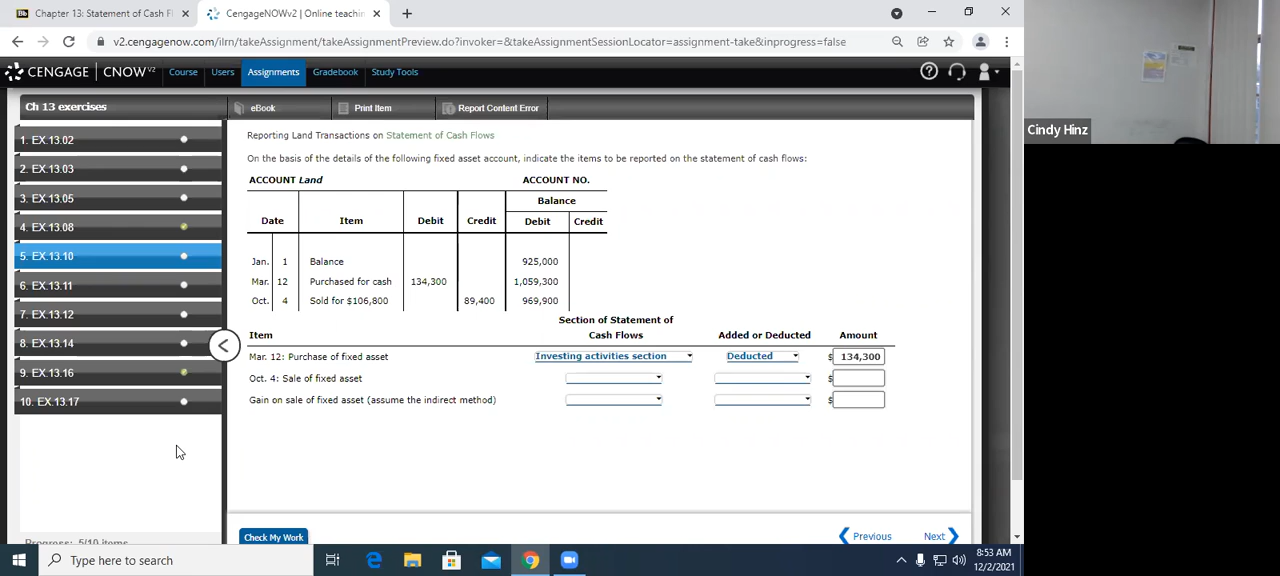 Chapter 13: Statement of Cash F
CengageNOWv2 | Online teachin
v2.cengagenow.com/ilrn/takeAssignment/takeAssignmentPreview.do?invoker=&takeAssignmentSessionLocator=assignment-take&inprogress=false
CENGAGE | CNOWv2 Course Users Assignments Gradebook Study Tools
Ch 13 exercises
eBook Print Item Report Content Error
1. EX.13.02
2. EX.13.03
3. EX.13.05
4. EX.13.08
5. EX.13.10
6. EX.13.11
7. EX.13.12
8. EX.13.14
9. EX.13.16
10. EX.13.17
Progress: 5/10 items
Reporting Land Transactions on Statement of Cash Flows
On the basis of the details of the following fixed asset account, indicate the items to be reported on the statement of cash flows:
ACCOUNT Land ACCOUNT NO.
Balance
Date Item Debit Credit Debit Credit
Jan. 1 Balance 925,000
Mar. 12 Purchased for cash 134,300 1,059,300
Oct. 4 Sold for $106,800 89,400 969,900
Section of Statement of
Item Cash Flows Added or Deducted Amount
Mar. 12: Purchase of fixed asset Investing activities section Deducted $ 134,300
Oct. 4: Sale of fixed asset $
Gain on sale of fixed asset (assume the indirect method) $
Check My Work Previous Next
Cindy Hinz
Type here to search
8:53 AM
12/2/2021